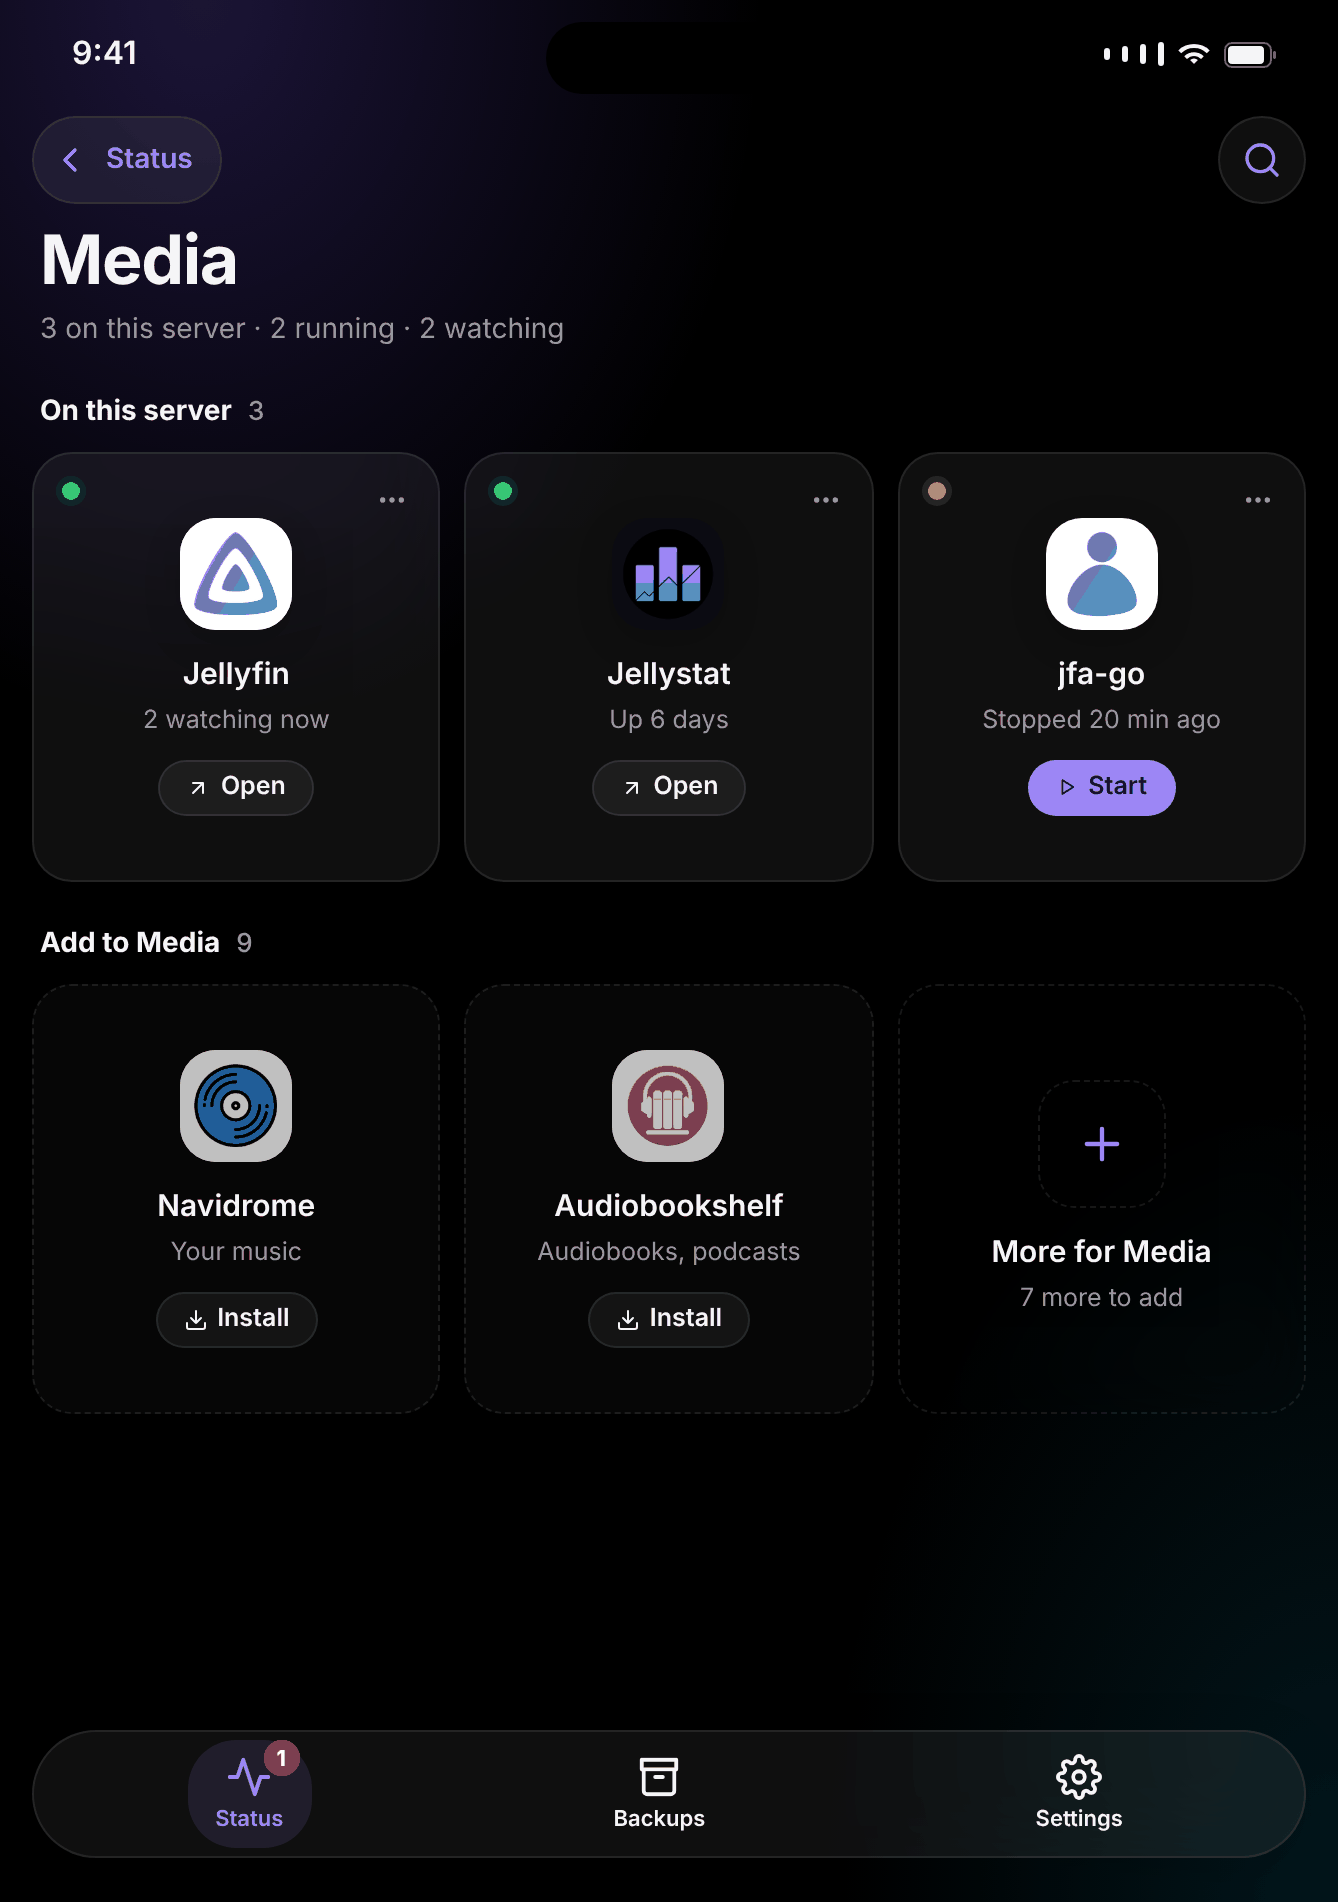 9:41
Status
Media
3 on this server · 2 running · 2 watching
On this server 3
Jellyfin
2 watching now
Open
Jellystat
Up 6 days
Open
jfa-go
Stopped 20 min ago
Start
Add to Media 9
Navidrome
Your music
Install
Audiobookshelf
Audiobooks, podcasts
Install
More for Media
7 more to add
1
Status
Backups
Settings